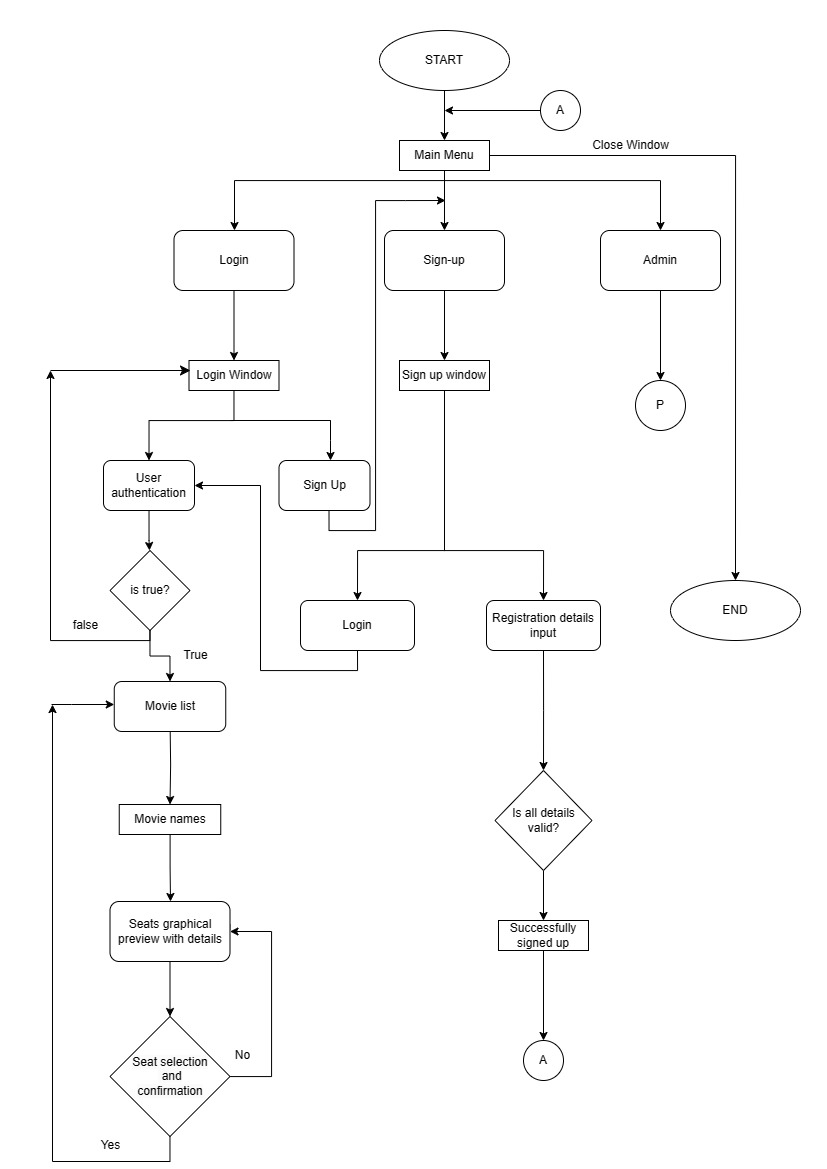 START
A
Main Menu
Close Window
Login
Sign-up
Admin
Login Window
Sign up window
P
User
authentication
Sign Up
is true?
false
True
Login
Registration details
input
END
Movie list
Movie names
Is all details
valid?
Seats graphical
preview with details
Successfully
signed up
Seat selection
and
confirmation
No
Yes
A